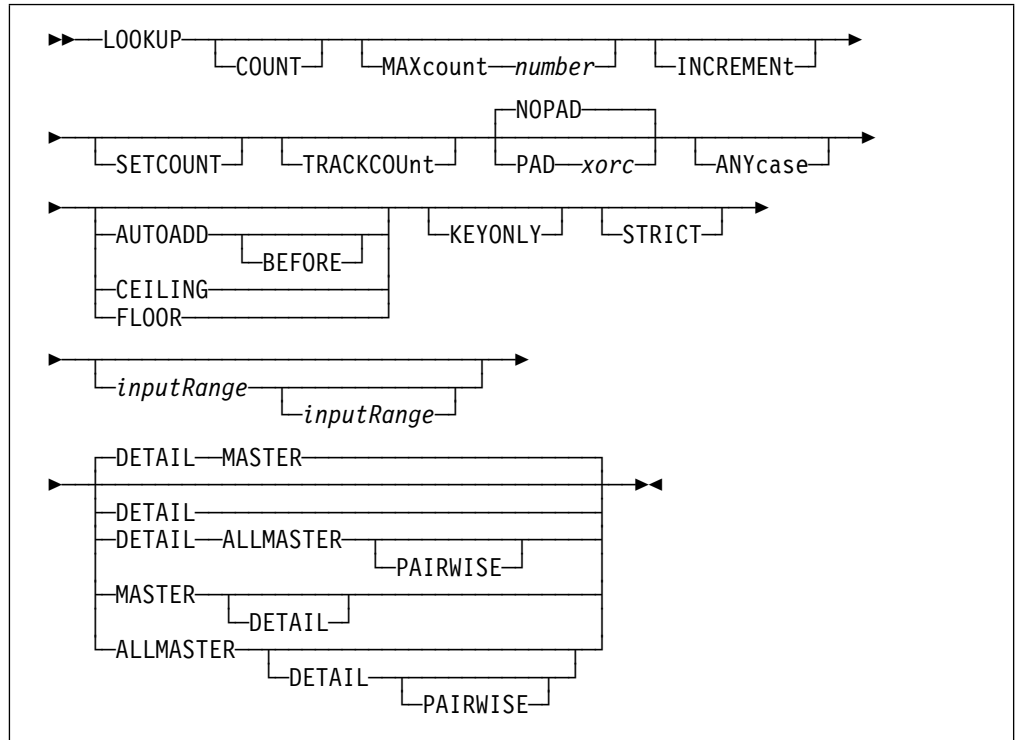 LOOKUP
COUNT MAXcount number INCREMENt
NOPAD
SETCOUNT TRACKCOUnt PAD xorc ANYcase
AUTOADD KEYONLY STRICT
BEFORE
CEILING
FLOOR
inputRange
inputRange
DETAIL MASTER
DETAIL
DETAIL ALLMASTER
PAIRWISE
MASTER
DETAIL
ALLMASTER
DETAIL
PAIRWISE